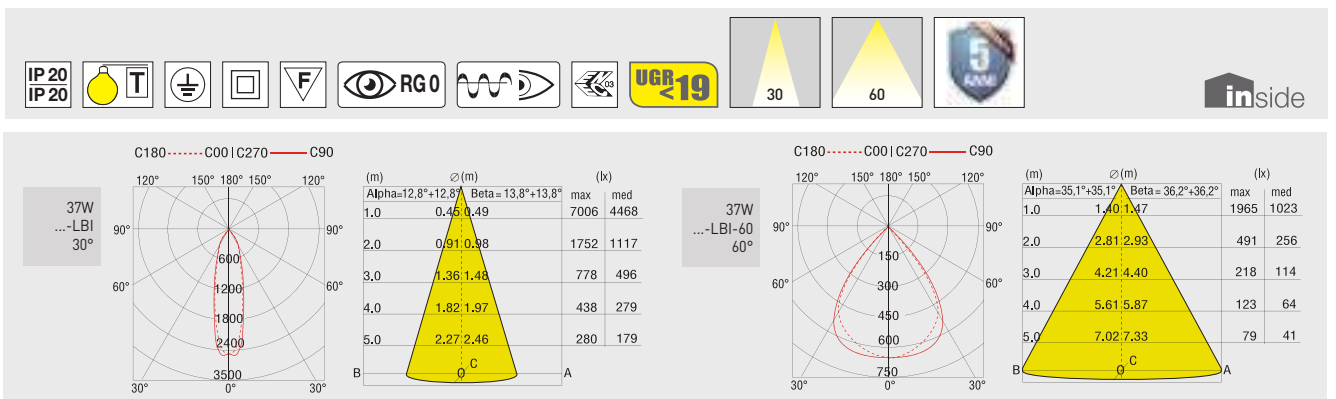 IP 20
IP 20
T
F
RG 0
03
UGR
<19
30
60
5
ANNI
inside
C180 C00 | C270 C90
120° 150° 180° 150° 120°
37W
...-LBI
30°
90° 90°
60° 60°
600
1200
1800
2400
3500
30° 0° 30°
(m) ∅(m) (lx)
Alpha=12,8°+12,8° Beta= 13,8°+13,8° max med
1.0 0.45 0.49 7006 4468
2.0 0.91 0.98 1752 1117
3.0 1.36 1.48 778 496
4.0 1.82 1.97 438 279
5.0 2.27 2.46 280 179
B O C A
C180 C00 | C270 C90
120° 150° 180° 150° 120°
37W
...-LBI-60
60°
90° 90°
60° 60°
150
300
450
600
750
30° 0° 30°
(m) ∅(m) (lx)
Alpha=35,1°+35,1° Beta= 36,2°+36,2° max med
1.0 1.40 1.47 1965 1023
2.0 2.81 2.93 491 256
3.0 4.21 4.40 218 114
4.0 5.61 5.87 123 64
5.0 7.02 7.33 79 41
B O C A